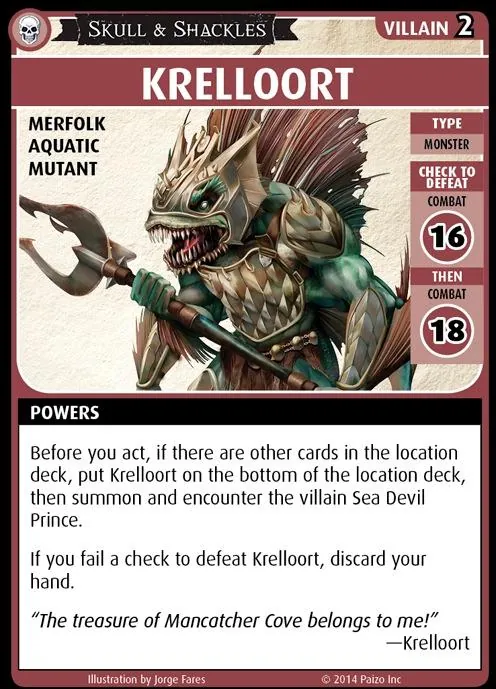 SKULL & SHACKLES
VILLAIN 2
KRELLOORT
MERFOLK
AQUATIC
MUTANT
TYPE
MONSTER
CHECK TO
DEFEAT
COMBAT
16
THEN
COMBAT
18
POWERS
Before you act, if there are other cards in the location
deck, put Krelloort on the bottom of the location deck,
then summon and encounter the villain Sea Devil
Prince.
If you fail a check to defeat Krelloort, discard your
hand.
“The treasure of Mancatcher Cove belongs to me!”
—Krelloort
Illustration by Jorge Fares
© 2014 Paizo Inc